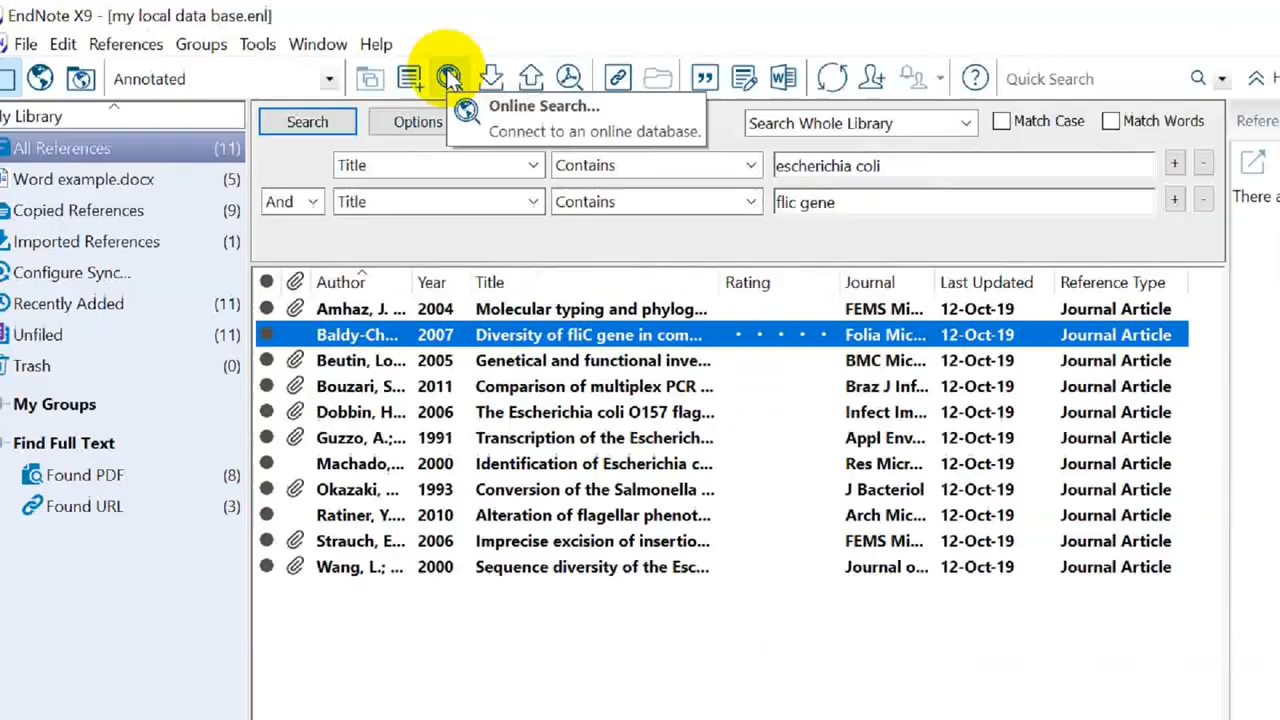 EndNote X9 - [my local data base.enl]
File Edit References Groups Tools Window Help
Annotated
Quick Search
Online Search...
Connect to an online database.
y Library
Search
Options
Search Whole Library
Match Case
Match Words
Refere
All References (11)
Word example.docx (5)
Copied References (9)
Imported References (1)
Configure Sync...
Recently Added (11)
Unfiled (11)
Trash (0)
My Groups
Find Full Text
Found PDF (8)
Found URL (3)
Title Contains escherichia coli + -
And Title Contains flic gene + -
There a
Author Year Title Rating Journal Last Updated Reference Type
Amhaz, J. ... 2004 Molecular typing and phylog... FEMS Mi... 12-Oct-19 Journal Article
Baldy-Ch... 2007 Diversity of fliC gene in com... Folia Mic... 12-Oct-19 Journal Article
Beutin, Lo... 2005 Genetical and functional inve... BMC Mic... 12-Oct-19 Journal Article
Bouzari, S... 2011 Comparison of multiplex PCR ... Braz J Inf... 12-Oct-19 Journal Article
Dobbin, H... 2006 The Escherichia coli O157 flag... Infect Im... 12-Oct-19 Journal Article
Guzzo, A.;... 1991 Transcription of the Escherich... Appl Env... 12-Oct-19 Journal Article
Machado,... 2000 Identification of Escherichia c... Res Micr... 12-Oct-19 Journal Article
Okazaki, ... 1993 Conversion of the Salmonella ... J Bacteriol 12-Oct-19 Journal Article
Ratiner, Y.... 2010 Alteration of flagellar phenot... Arch Mic... 12-Oct-19 Journal Article
Strauch, E... 2006 Imprecise excision of insertio... FEMS Mi... 12-Oct-19 Journal Article
Wang, L.; ... 2000 Sequence diversity of the Esc... Journal o... 12-Oct-19 Journal Article